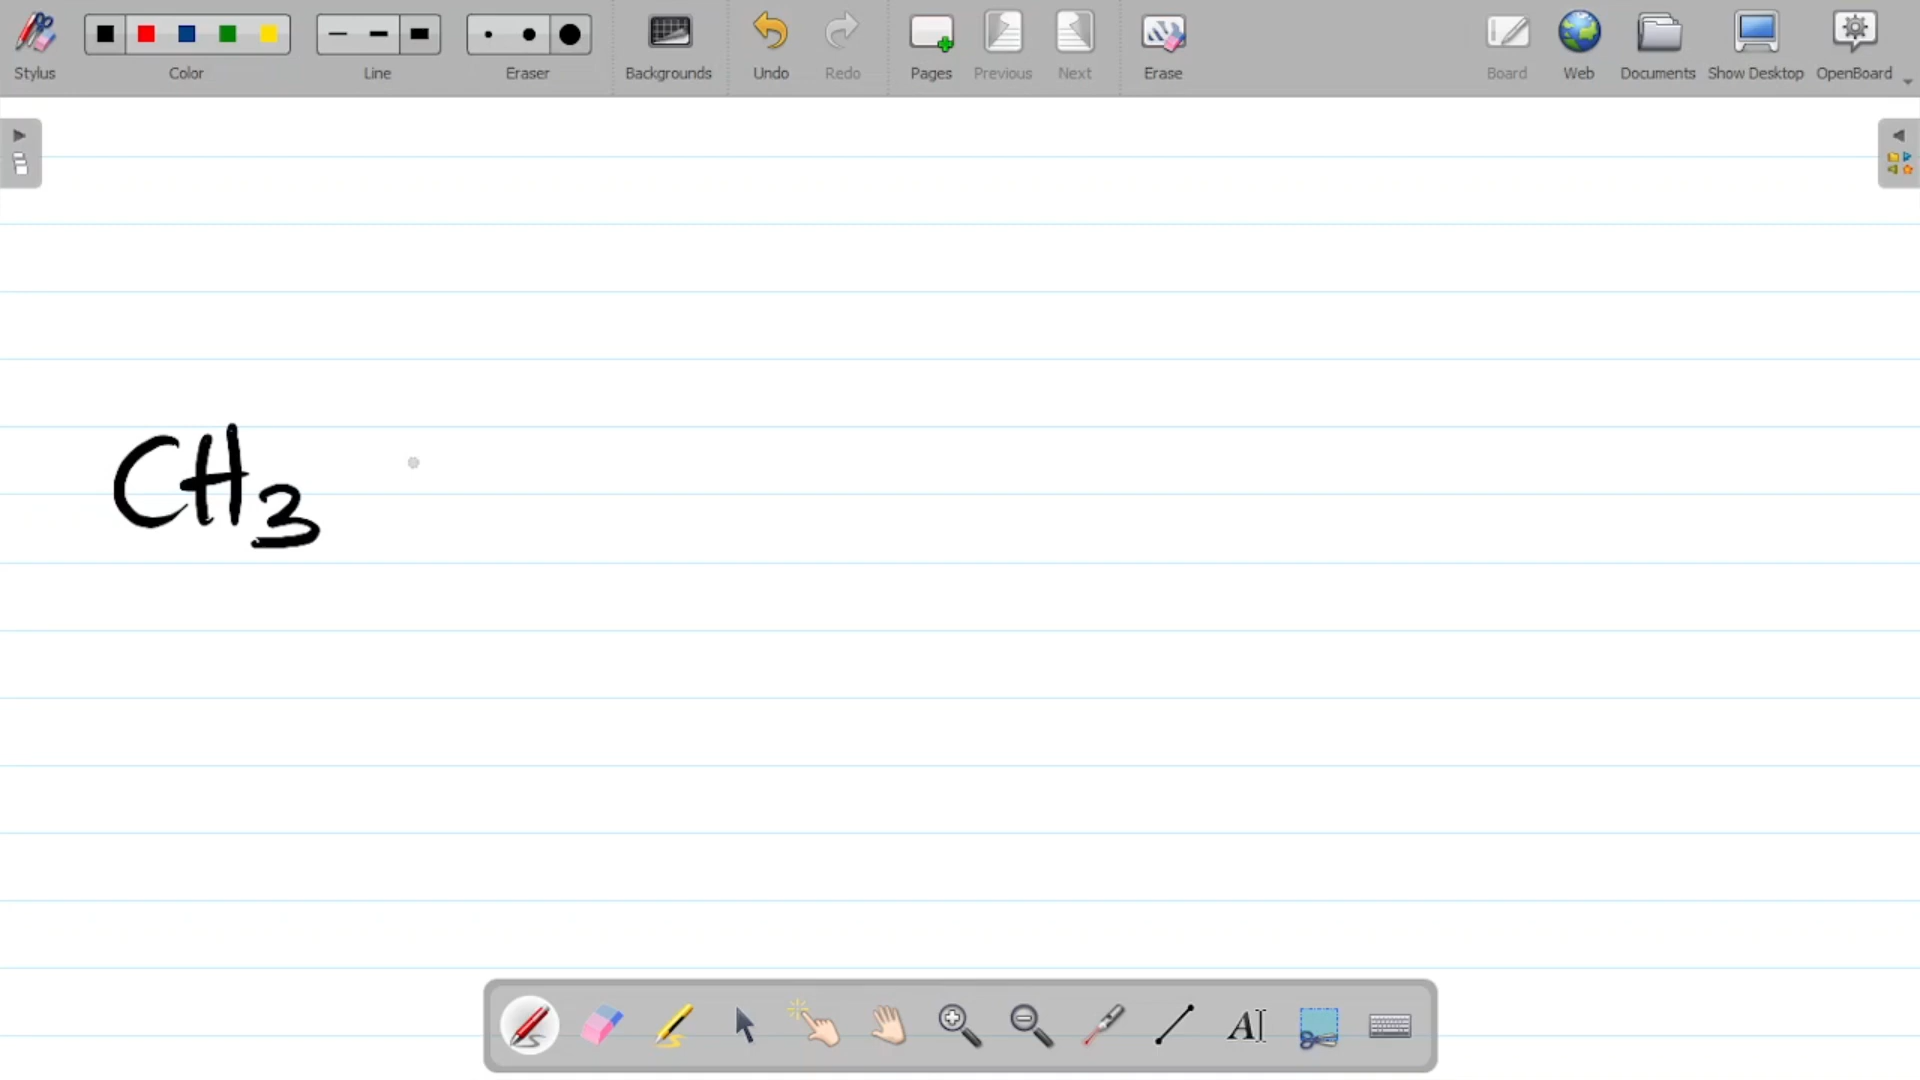 Stylus Color Line Eraser Backgrounds Undo Redo Pages Previous Next Erase Board Web Documents Show Desktop OpenBoard
CH₃
A